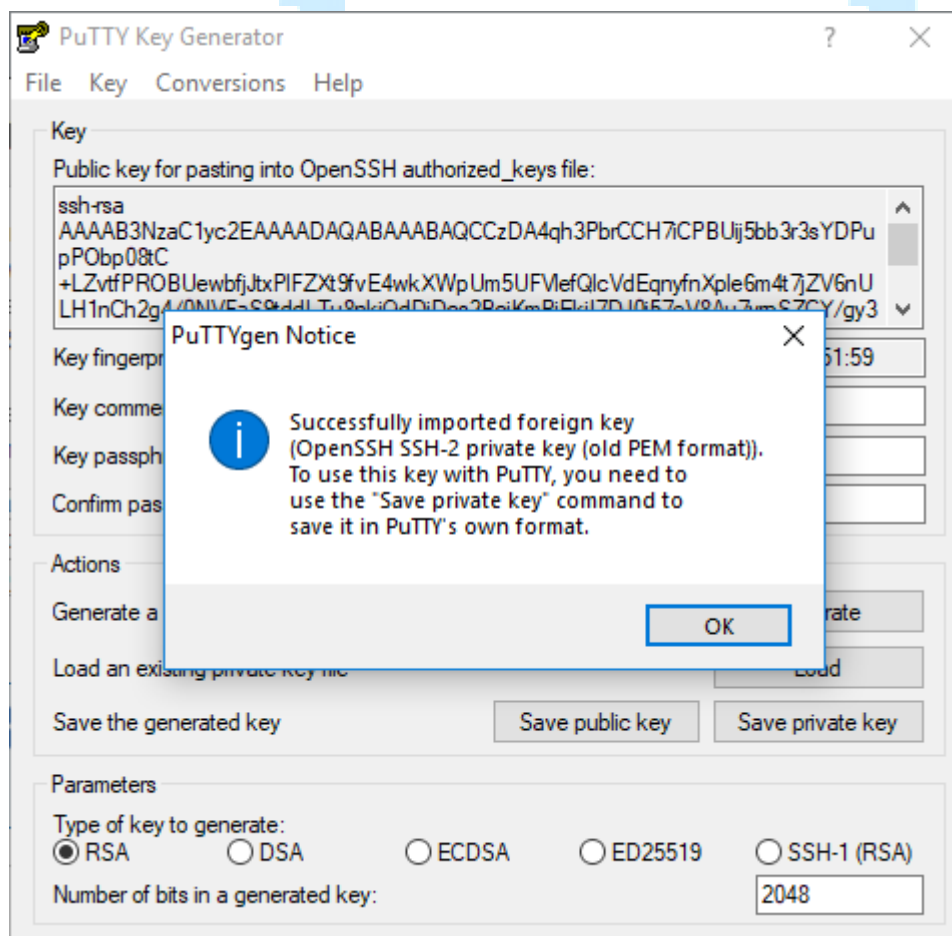 PuTTY Key Generator
File Key Conversions Help
Key
Public key for pasting into OpenSSH authorized_keys file:
ssh-rsa
AAAAB3NzaC1yc2EAAAADAQABAAABAQCCzDA4qh3PbrCCH7iCPBUij5bb3r3sYDPu
pPObp08tC
+LZvtfPROBUewbfjJtxPIFZXt9fvE4wkXWpUm5UFVlefQlcVdEqnyfnXple6m4t7jZV6nU
PuTTYgen Notice
Key fingerpr
51:59
Key comme
Successfully imported foreign key
(OpenSSH SSH-2 private key (old PEM format)).
To use this key with PuTTY, you need to
use the "Save private key" command to
save it in PuTTY's own format.
Key passph
Confirm pas
Actions
Generate a
OK
rate
Load an existing private key file
Load
Save the generated key
Save public key
Save private key
Parameters
Type of key to generate:
RSA DSA ECDSA ED25519 SSH-1 (RSA)
Number of bits in a generated key:
2048